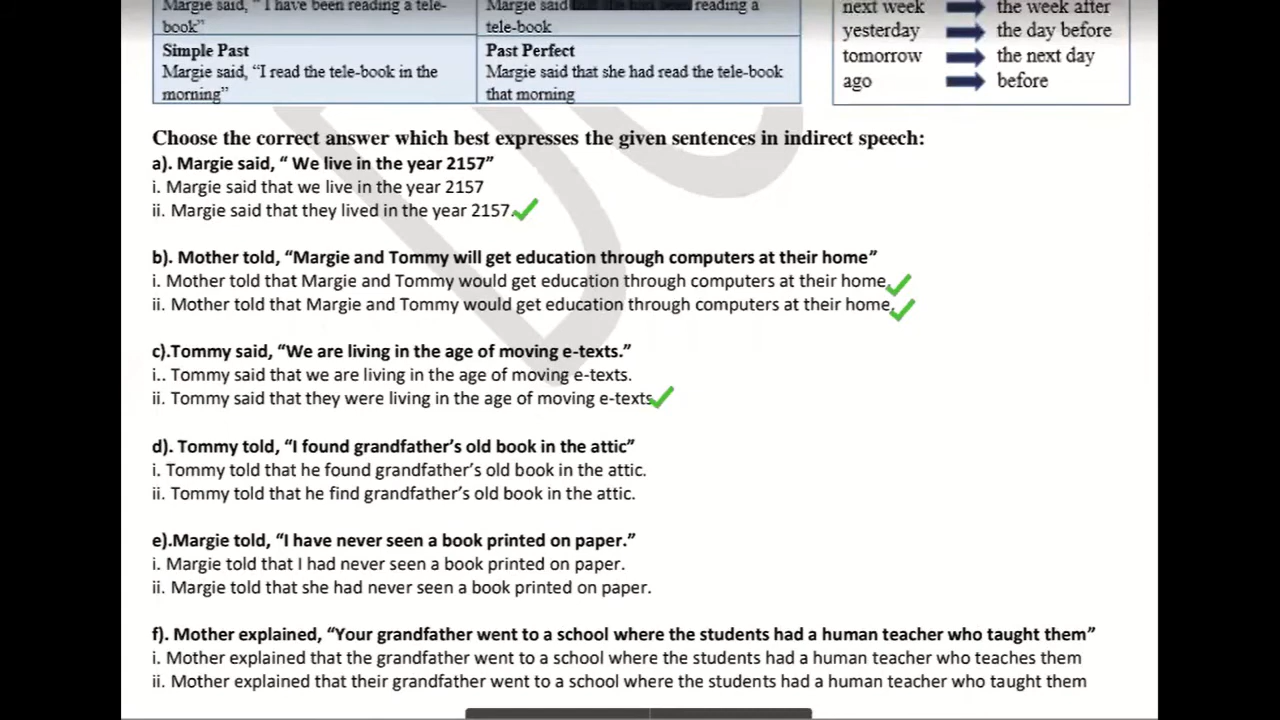 Margie said, “ I have been reading a tele-
book”
Margie said reading a
tele-book
Simple Past
Margie said, “I read the tele-book in the
morning”
Past Perfect
Margie said that she had read the tele-book
that morning
next week the week after
yesterday the day before
tomorrow the next day
ago before
Choose the correct answer which best expresses the given sentences in indirect speech:
a). Margie said, “ We live in the year 2157”
i. Margie said that we live in the year 2157
ii. Margie said that they lived in the year 2157.
b). Mother told, “Margie and Tommy will get education through computers at their home”
i. Mother told that Margie and Tommy would get education through computers at their home.
ii. Mother told that Margie and Tommy would get education through computers at their home.
c).Tommy said, “We are living in the age of moving e-texts.”
i.. Tommy said that we are living in the age of moving e-texts.
ii. Tommy said that they were living in the age of moving e-texts
d). Tommy told, “I found grandfather’s old book in the attic”
i. Tommy told that he found grandfather’s old book in the attic.
ii. Tommy told that he find grandfather’s old book in the attic.
e).Margie told, “I have never seen a book printed on paper.”
i. Margie told that I had never seen a book printed on paper.
ii. Margie told that she had never seen a book printed on paper.
f). Mother explained, “Your grandfather went to a school where the students had a human teacher who taught them”
i. Mother explained that the grandfather went to a school where the students had a human teacher who teaches them
ii. Mother explained that their grandfather went to a school where the students had a human teacher who taught them